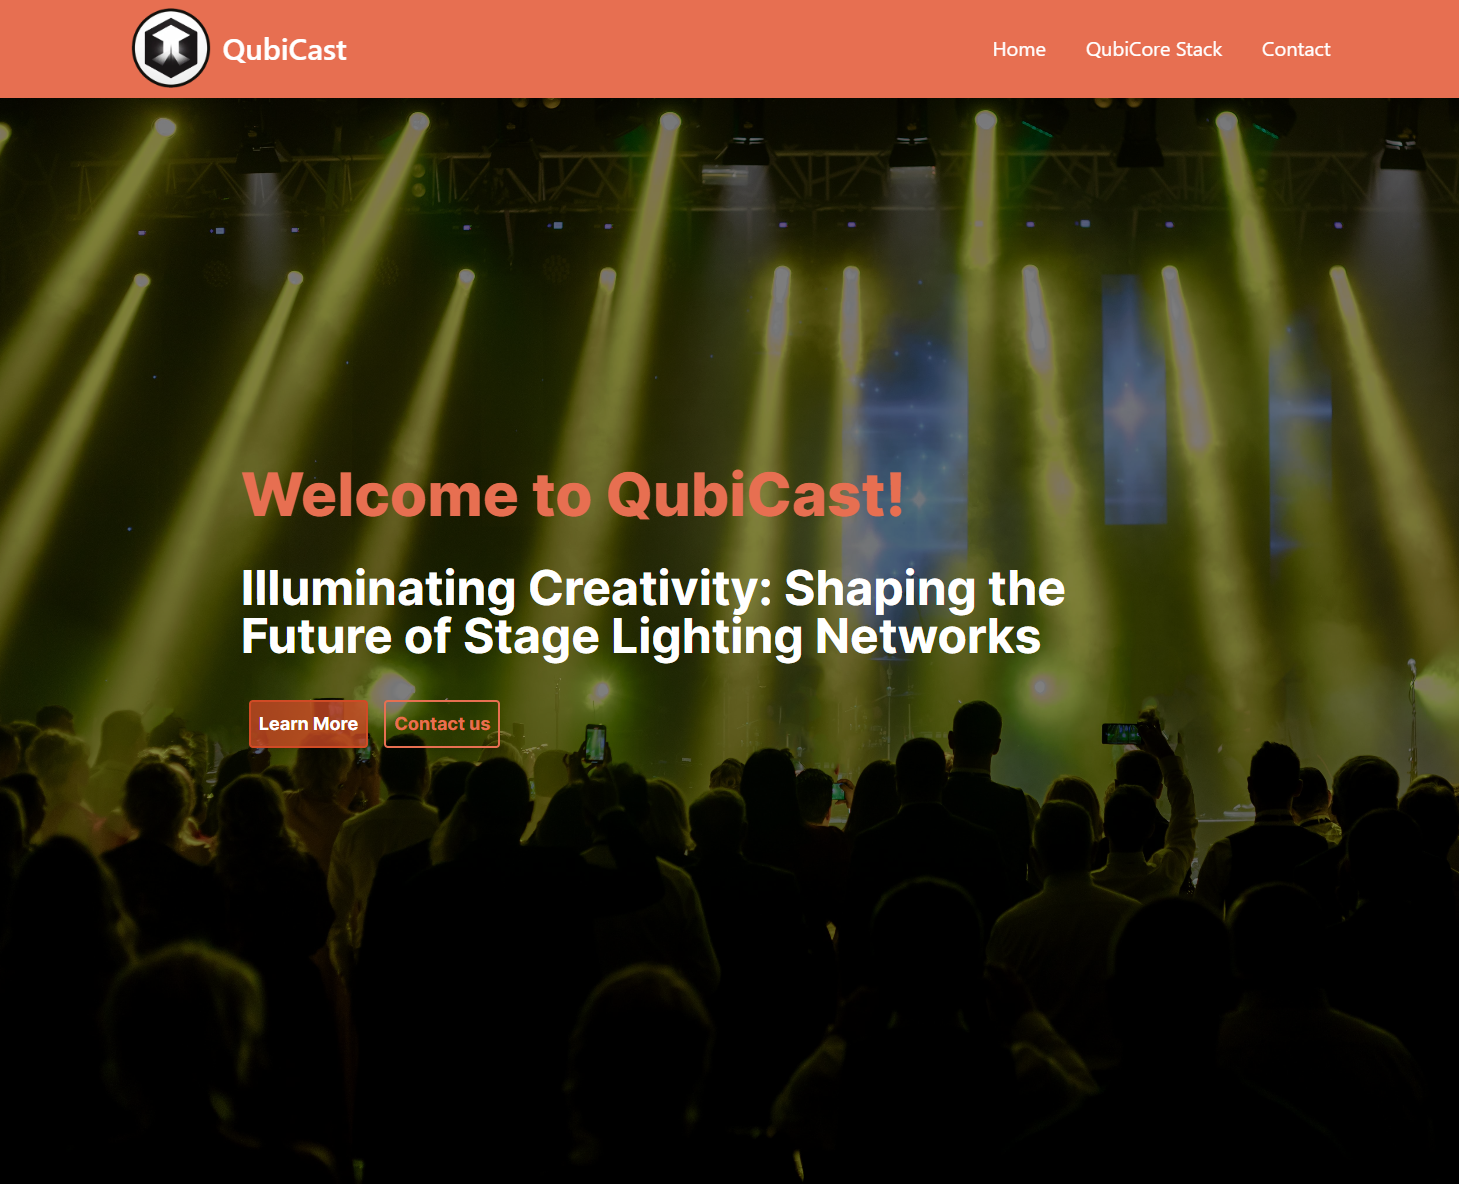 QubiCast
Home
QubiCore Stack
Contact
Welcome to QubiCast!
Illuminating Creativity: Shaping the
Future of Stage Lighting Networks
Learn More
Contact us